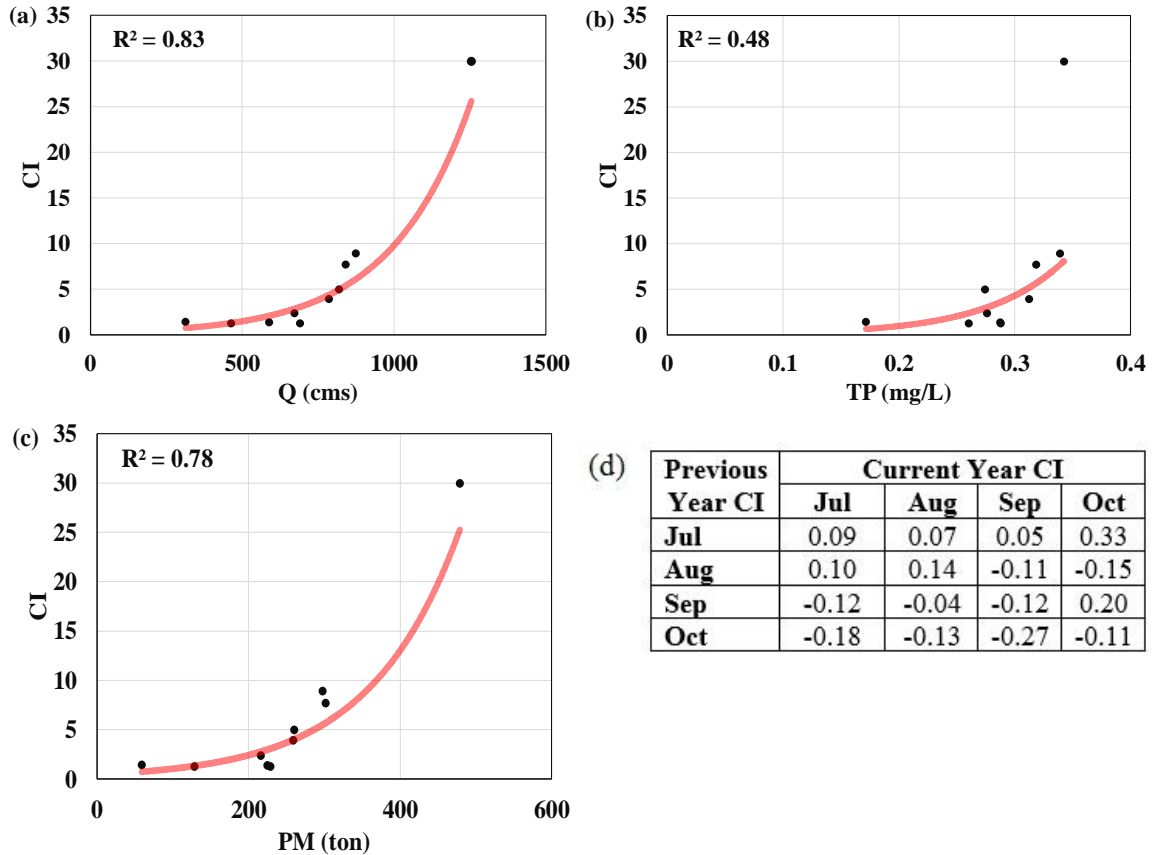 (a)
R² = 0.83
35
30
25
20
15
10
5
0
CI
0 500 1000 1500
Q (cms)
(b)
R² = 0.48
35
30
25
20
15
10
5
0
CI
0 0.1 0.2 0.3 0.4
TP (mg/L)
(c)
R² = 0.78
35
30
25
20
15
10
5
0
CI
0 200 400 600
PM (ton)
(d)
Previous Current Year CI
Year CI Jul Aug Sep Oct
Jul 0.09 0.07 0.05 0.33
Aug 0.10 0.14 -0.11 -0.15
Sep -0.12 -0.04 -0.12 0.20
Oct -0.18 -0.13 -0.27 -0.11